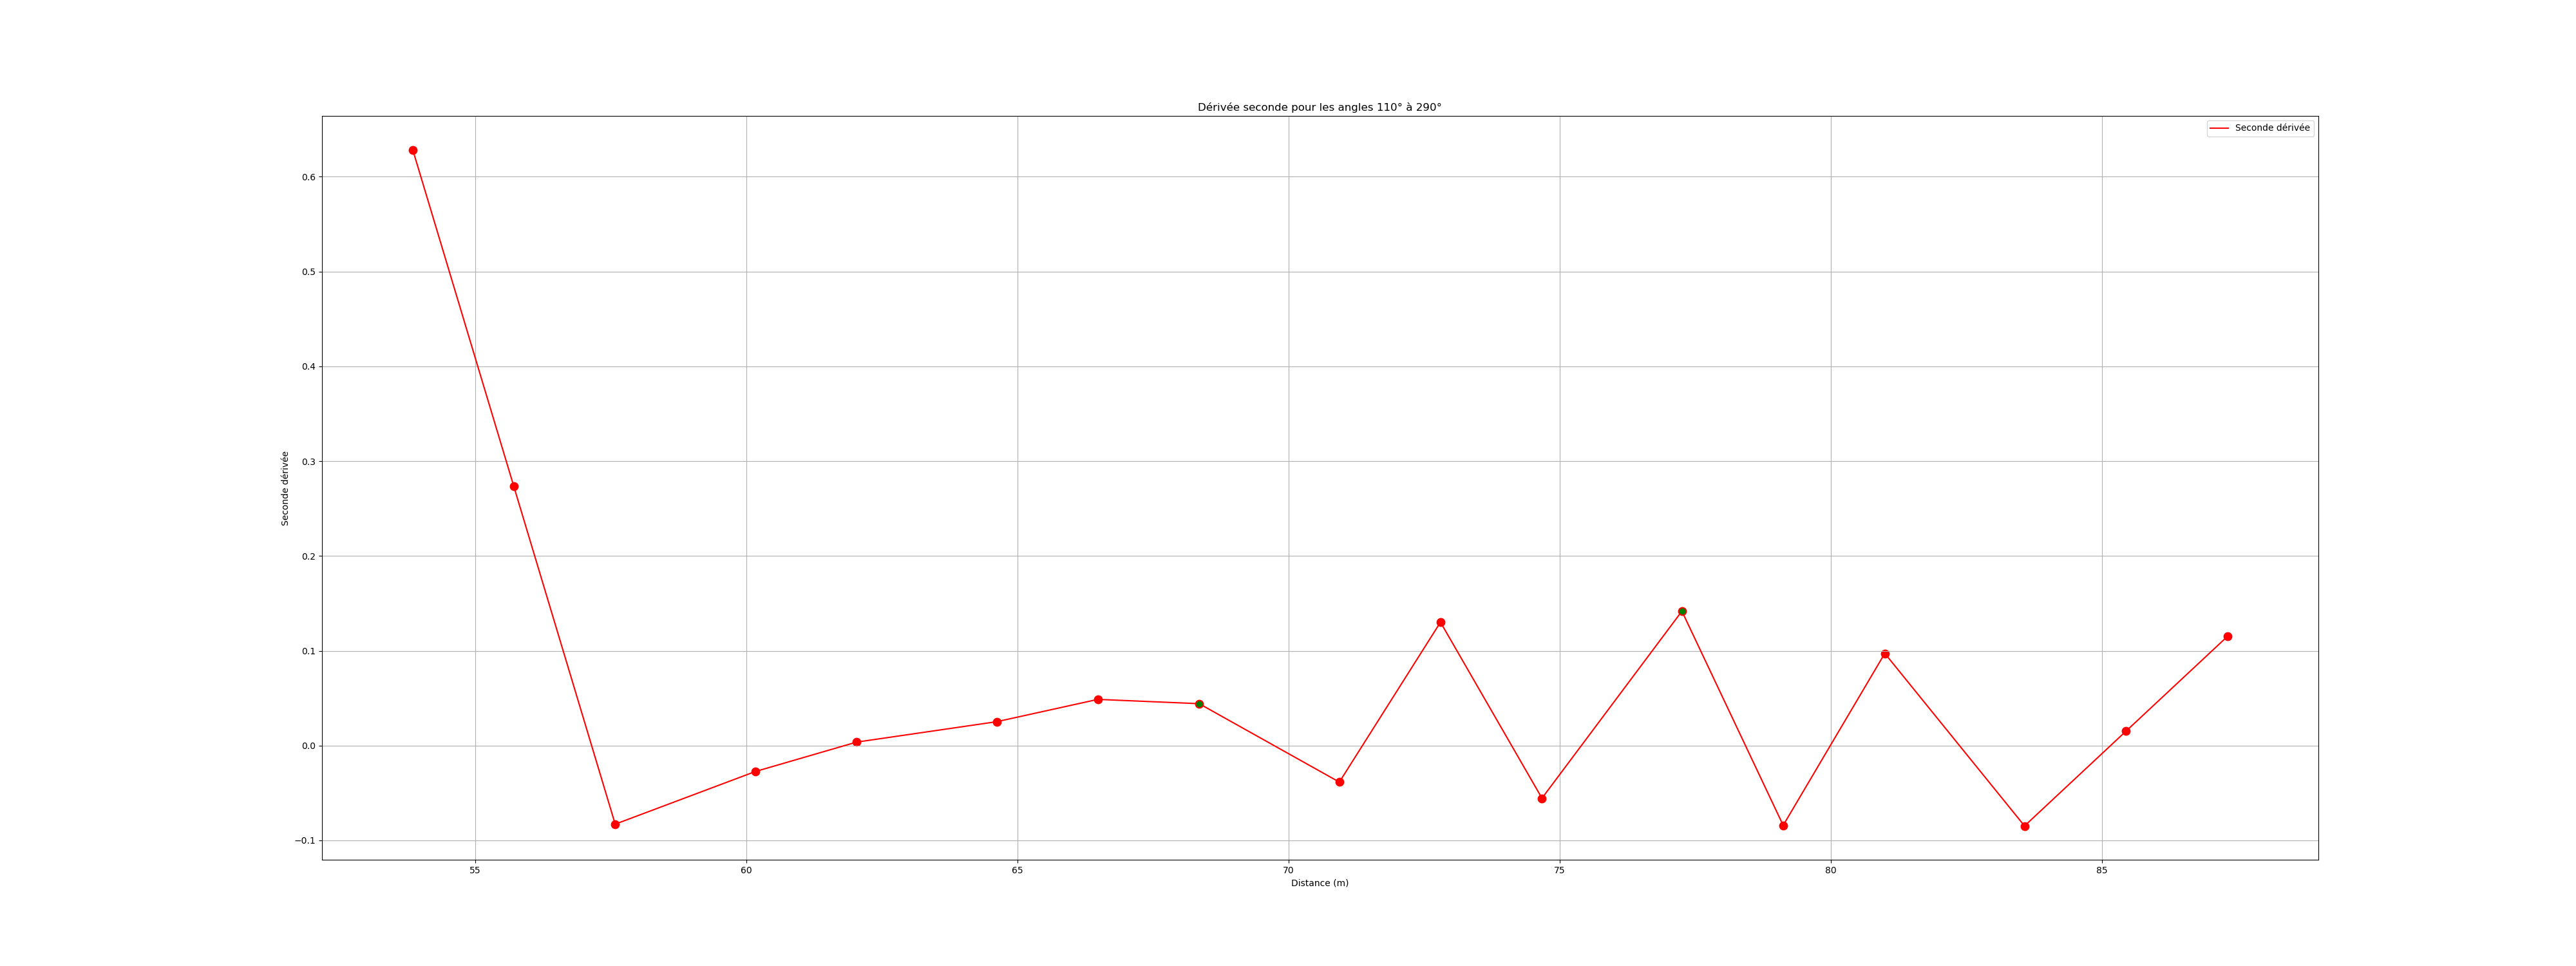 Dérivée seconde pour les angles 110° à 290°
Seconde dérivée
0.6
0.5
0.4
0.3
0.2
0.1
0.0
−0.1
Seconde dérivée
55 60 65 70 75 80 85
Distance (m)